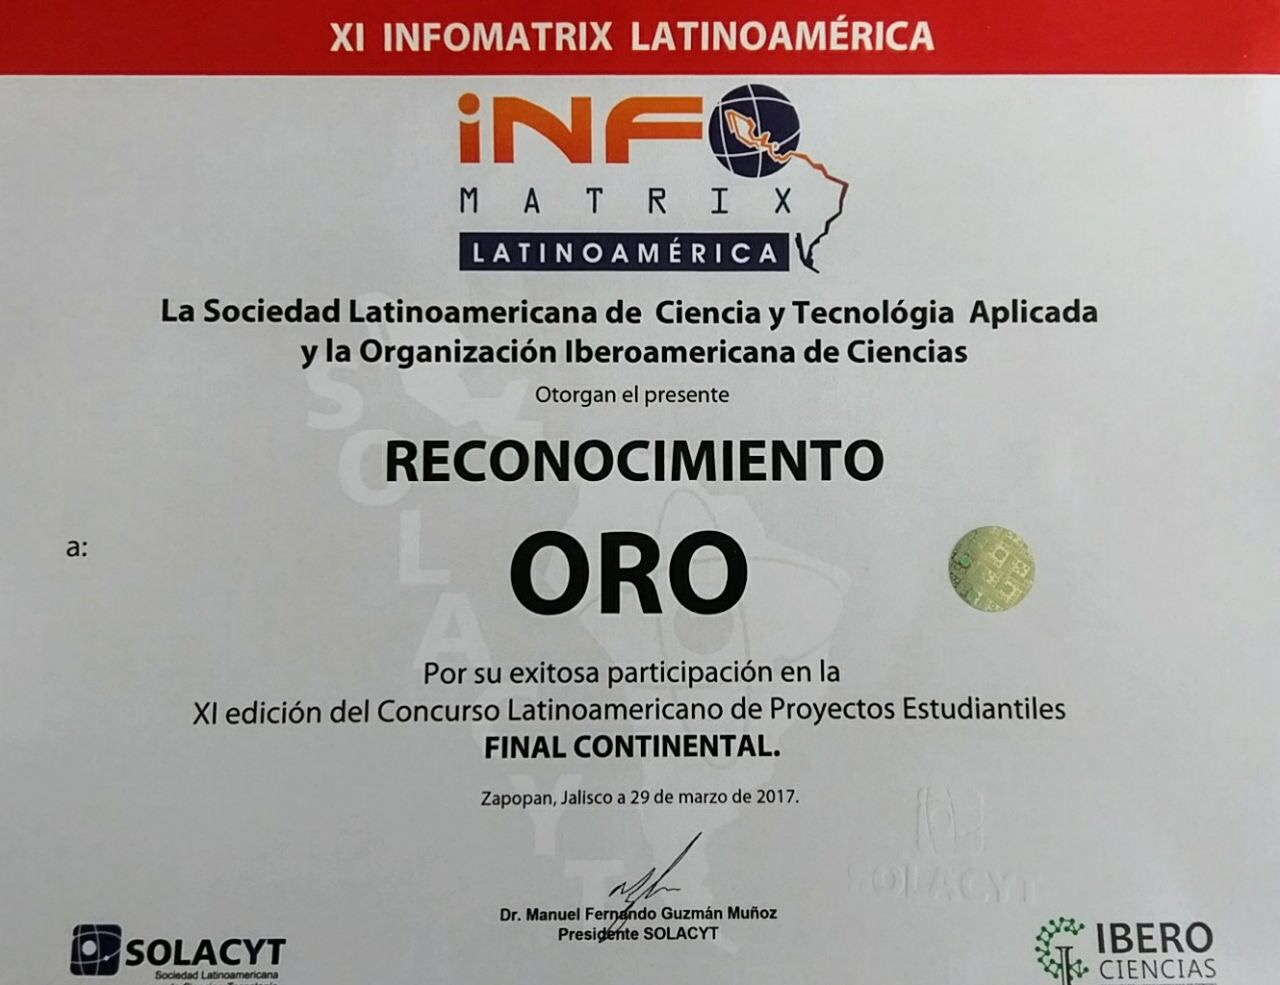 XI INFOMATRIX LATINOAMÉRICA
iNFO
MATRIX
LATINOAMÉRICA
La Sociedad Latinoamericana de Ciencia y Tecnológia Aplicada
y la Organización Iberoamericana de Ciencias
Otorgan el presente
RECONOCIMIENTO
a:
ORO
Por su exitosa participación en la
XI edición del Concurso Latinoamericano de Proyectos Estudiantiles
FINAL CONTINENTAL.
Zapopan, Jalisco a 29 de marzo de 2017.
SOLACYT
SOLACYT
Dr. Manuel Fernando Guzmán Muñoz
Presidente SOLACYT
SOLACYT
Sociedad Latinoamericana
IBERO
CIENCIAS